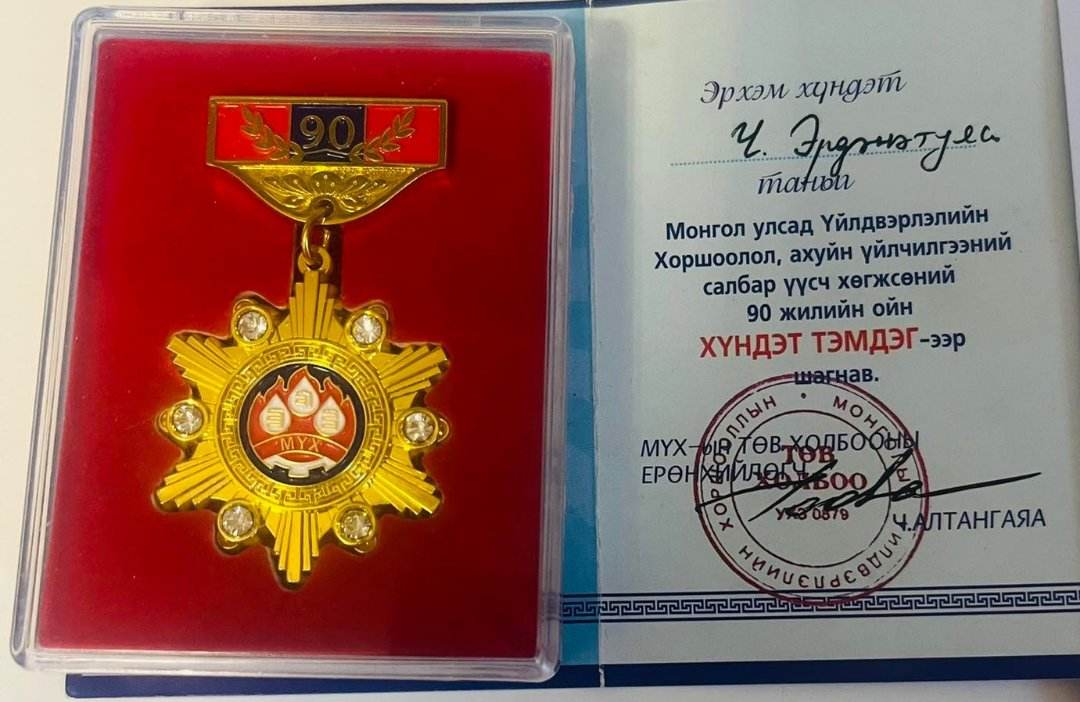 90
МҮХ
Эрхэм хүндэт
Ч. Эрдэнэтуяа
таныг
Монгол улсад Үйлдвэрлэлийн
Хоршоолол, ахуйн үйлчилгээний
салбар үүсч хөгжсөний
90 жилийн ойн
ХҮНДЭТ ТЭМДЭГ-ээр
шагнав.
МҮХ-ын ТӨВ ХОЛБООНЫ
ЕРӨНХИЙЛӨГЧ
Ч.АЛТАНГАЯА
МОНГОЛЫН ҮЙЛДВЭРЛЭЛИЙН ХОРШООЛЛЫН
ТӨВ
ХОЛБОО
УХЗ 0579